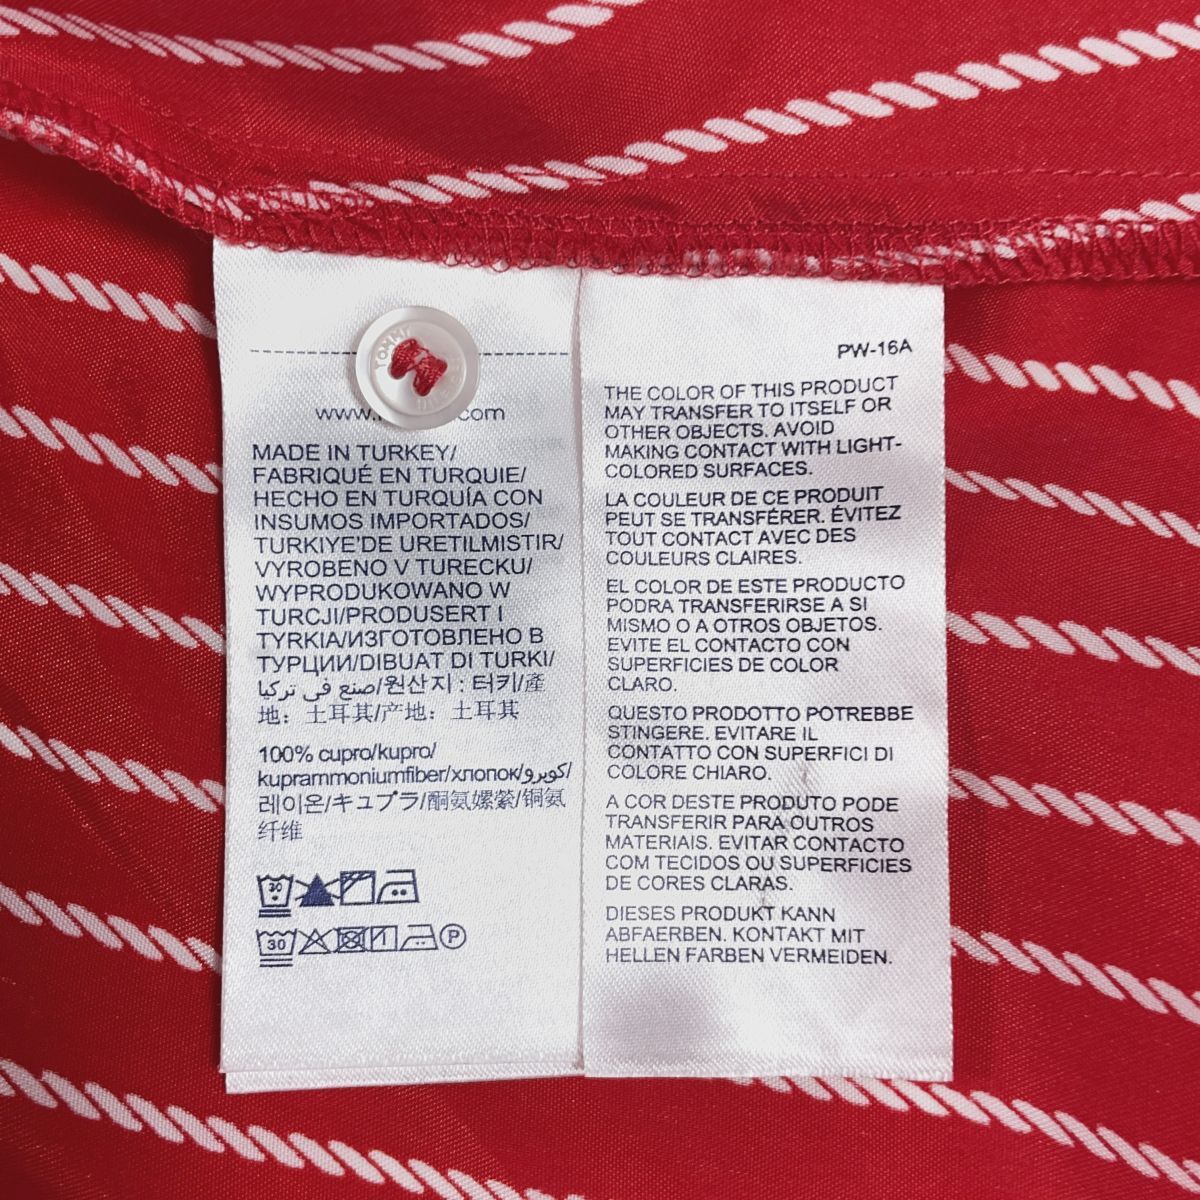 TOMMY
www. .com
MADE IN TURKEY/
FABRIQUÉ EN TURQUIE/
HECHO EN TURQUÍA CON
INSUMOS IMPORTADOS/
TURKIYE'DE URETILMISTIR/
VYROBENO V TURECKU/
WYPRODUKOWANO W
TURCJI/PRODUSERT I
TYRKIA/ИЗГОТОВЛЕНО В
ТУРЦИИ/DIBUAT DI TURKI/
صنع في تركيا/원산지 : 터키/產
地：土耳其/产地：土耳其
100% cupro/kupro/
kuprammoniumfiber/хлопок/كوبرو/
레이온/キュプラ/酮氨嫘縈/铜氨
纤维
30
30 P
PW-16A
THE COLOR OF THIS PRODUCT
MAY TRANSFER TO ITSELF OR
OTHER OBJECTS. AVOID
MAKING CONTACT WITH LIGHT-
COLORED SURFACES.
LA COULEUR DE CE PRODUIT
PEUT SE TRANSFÉRER. ÉVITEZ
TOUT CONTACT AVEC DES
COULEURS CLAIRES.
EL COLOR DE ESTE PRODUCTO
PODRA TRANSFERIRSE A SI
MISMO O A OTROS OBJETOS.
EVITE EL CONTACTO CON
SUPERFICIES DE COLOR
CLARO.
QUESTO PRODOTTO POTREBBE
STINGERE. EVITARE IL
CONTATTO CON SUPERFICI DI
COLORE CHIARO.
A COR DESTE PRODUTO PODE
TRANSFERIR PARA OUTROS
MATERIAIS. EVITAR CONTACTO
COM TECIDOS OU SUPERFICIES
DE CORES CLARAS.
DIESES PRODUKT KANN
ABFAERBEN. KONTAKT MIT
HELLEN FARBEN VERMEIDEN.